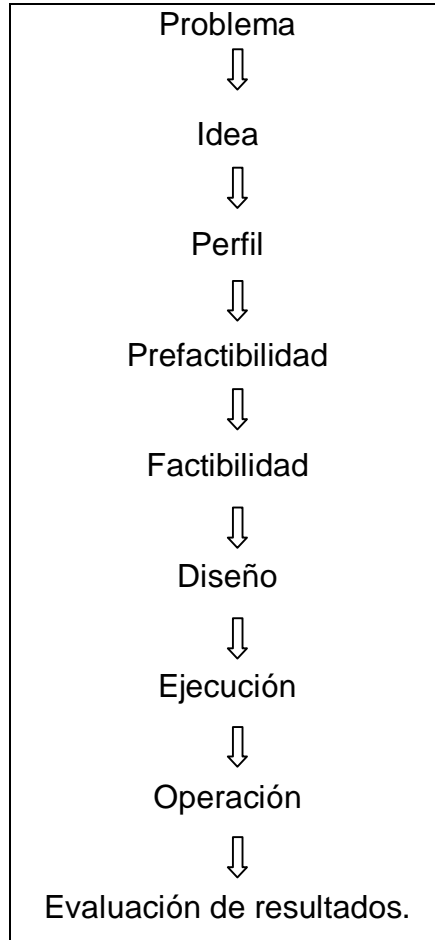 Problema
Idea
Perfil
Prefactibilidad
Factibilidad
Diseño
Ejecución
Operación
Evaluación de resultados.